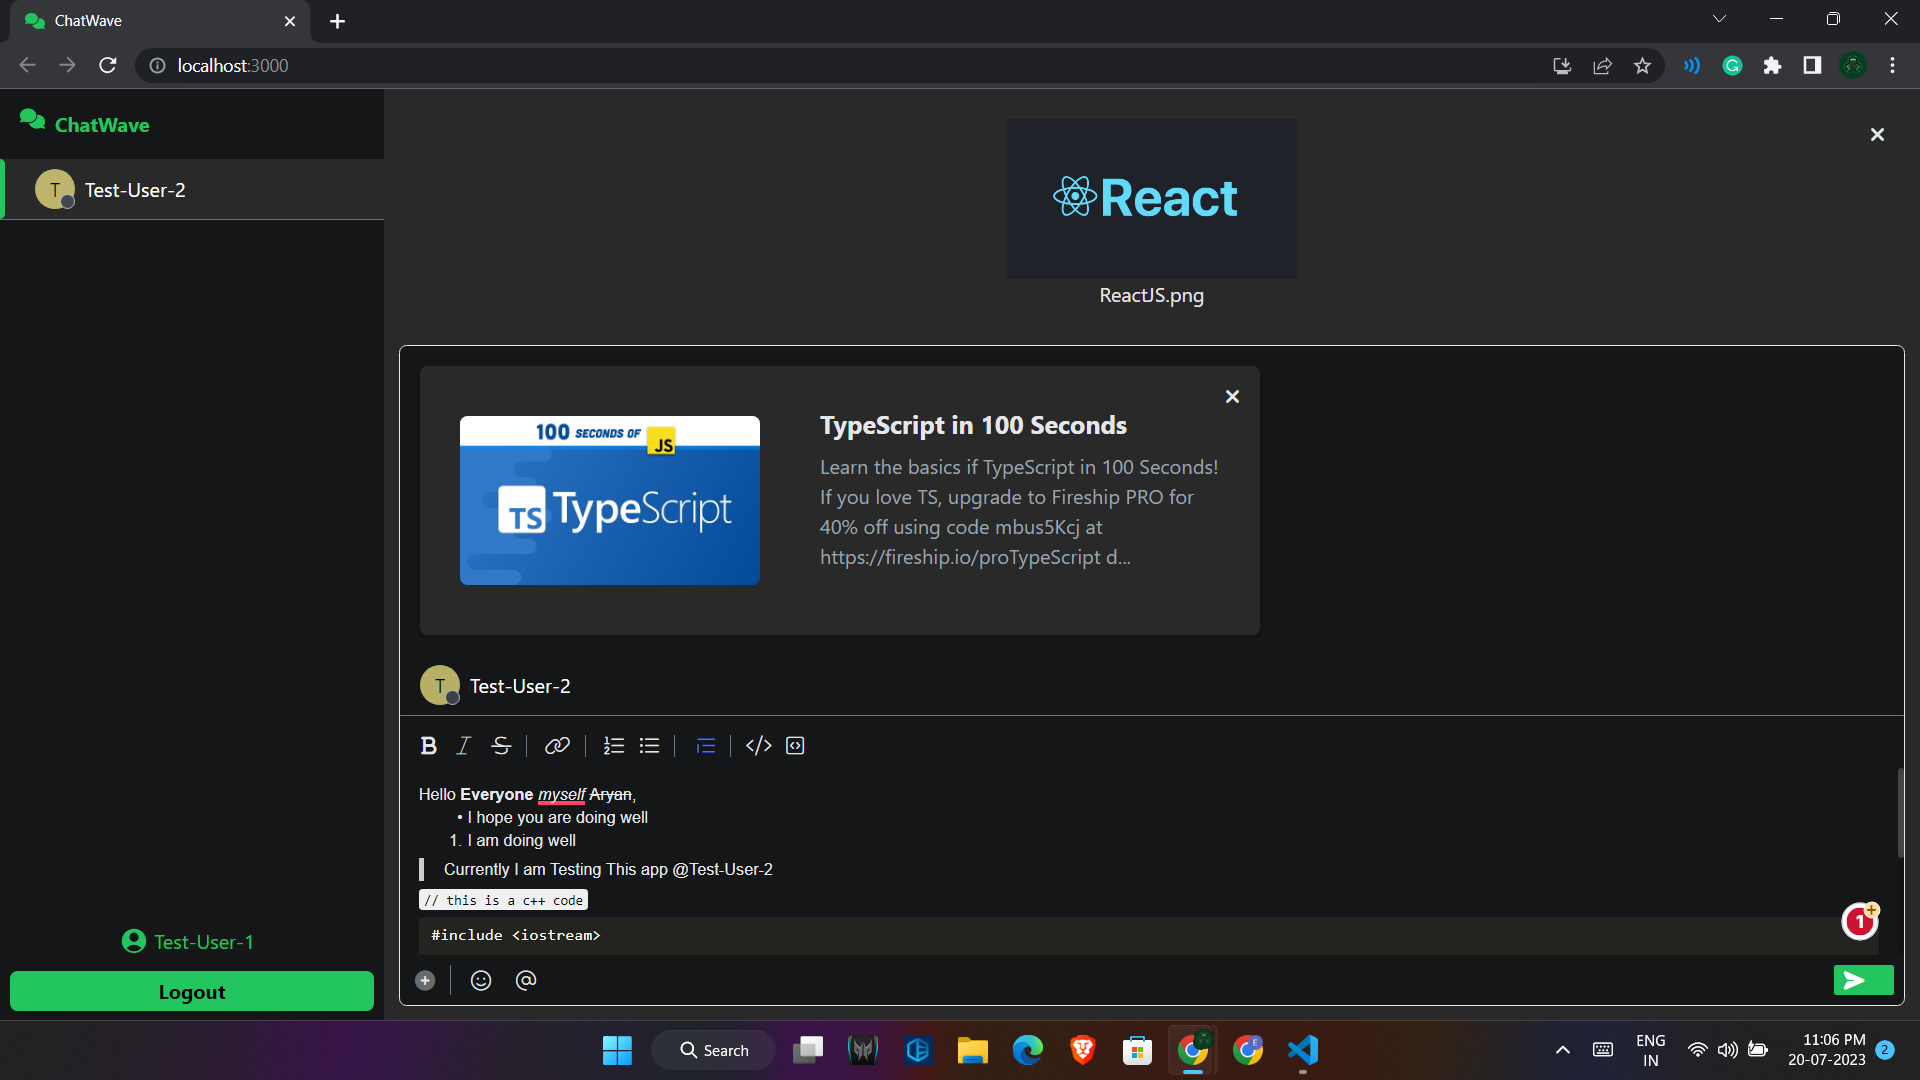 ChatWave
localhost:3000
ChatWave
T
Test-User-2
React
ReactJS.png
100 SECONDS OF JS
TS TypeScript
TypeScript in 100 Seconds
Learn the basics if TypeScript in 100 Seconds!
If you love TS, upgrade to Fireship PRO for
40% off using code mbus5Kcj at
https://fireship.io/proTypeScript d...
T
Test-User-2
Hello Everyone myself Aryan,
• I hope you are doing well
1. I am doing well
Currently I am Testing This app @Test-User-2
// this is a c++ code
#include <iostream>
1
Test-User-1
Logout
Search
E
ENG
IN
11:06 PM
20-07-2023
2